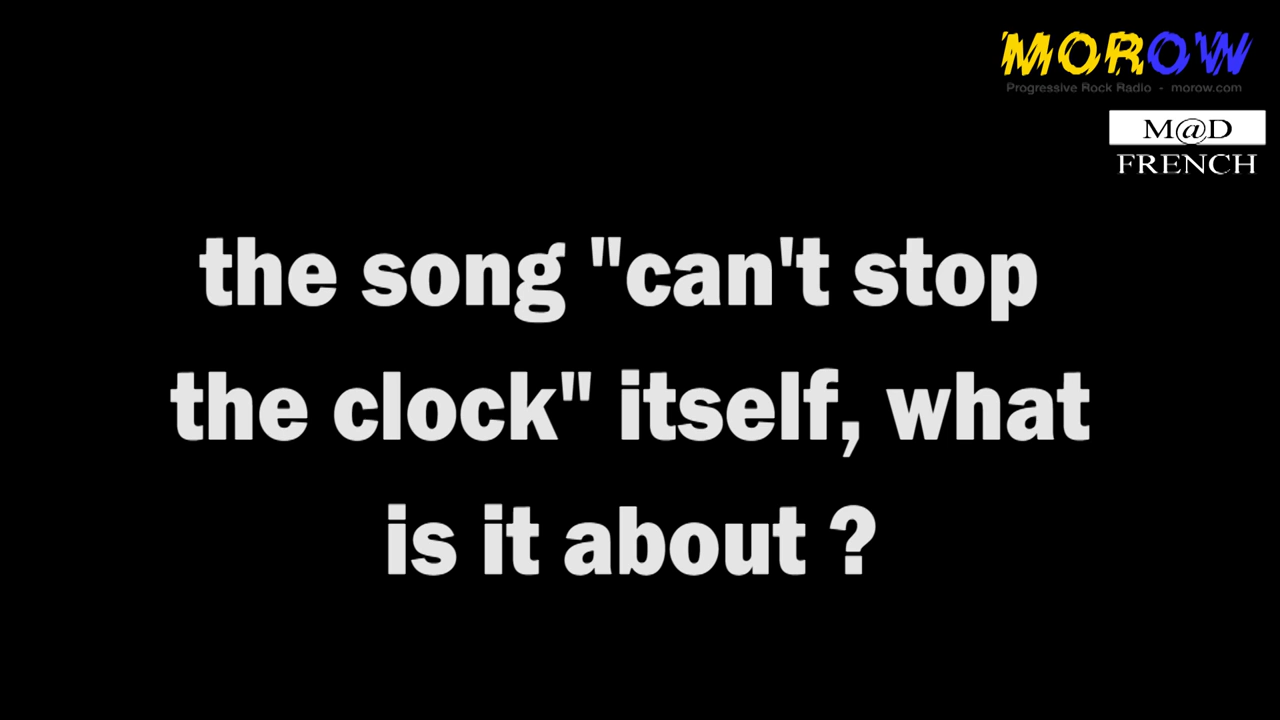 MOROW
Progressive Rock Radio - morow.com
M@D
FRENCH
the song "can't stop
the clock" itself, what
is it about ?